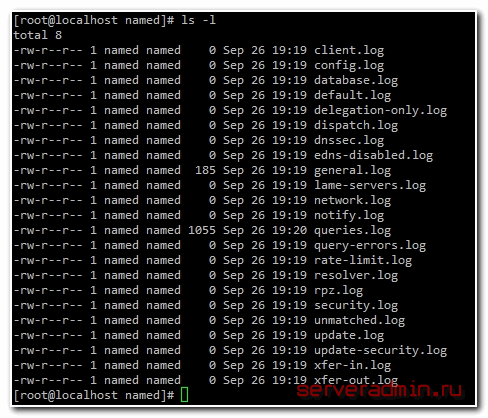 [root@localhost named]# ls -l
total 8
-rw-r--r-- 1 named named    0 Sep 26 19:19 client.log
-rw-r--r-- 1 named named    0 Sep 26 19:19 config.log
-rw-r--r-- 1 named named    0 Sep 26 19:19 database.log
-rw-r--r-- 1 named named    0 Sep 26 19:19 default.log
-rw-r--r-- 1 named named    0 Sep 26 19:19 delegation-only.log
-rw-r--r-- 1 named named    0 Sep 26 19:19 dispatch.log
-rw-r--r-- 1 named named    0 Sep 26 19:19 dnssec.log
-rw-r--r-- 1 named named    0 Sep 26 19:19 edns-disabled.log
-rw-r--r-- 1 named named  185 Sep 26 19:19 general.log
-rw-r--r-- 1 named named    0 Sep 26 19:19 lame-servers.log
-rw-r--r-- 1 named named    0 Sep 26 19:19 network.log
-rw-r--r-- 1 named named    0 Sep 26 19:19 notify.log
-rw-r--r-- 1 named named 1055 Sep 26 19:20 queries.log
-rw-r--r-- 1 named named    0 Sep 26 19:19 query-errors.log
-rw-r--r-- 1 named named    0 Sep 26 19:19 rate-limit.log
-rw-r--r-- 1 named named    0 Sep 26 19:19 resolver.log
-rw-r--r-- 1 named named    0 Sep 26 19:19 rpz.log
-rw-r--r-- 1 named named    0 Sep 26 19:19 security.log
-rw-r--r-- 1 named named    0 Sep 26 19:19 unmatched.log
-rw-r--r-- 1 named named    0 Sep 26 19:19 update.log
-rw-r--r-- 1 named named    0 Sep 26 19:19 update-security.log
-rw-r--r-- 1 named named    0 Sep 26 19:19 xfer-in.log
-rw-r--r-- 1 named named    0 Sep 26 19:19 xfer-out.log
[root@localhost named]#
serveradmin.ru